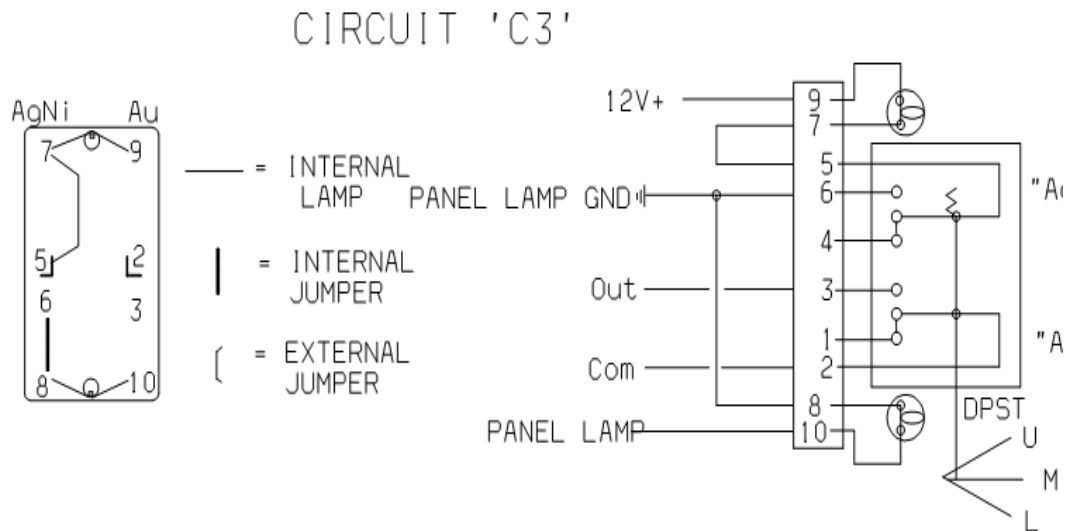 CIRCUIT 'C3'
AgNi Au
7 9
5 2
6 3
8 10
= INTERNAL
LAMP
= INTERNAL
JUMPER
= EXTERNAL
JUMPER
12V+
PANEL LAMP GND
Out
Com
PANEL LAMP
9
7
5
6
4
3
1
2
8
10
DPST
U
M
L